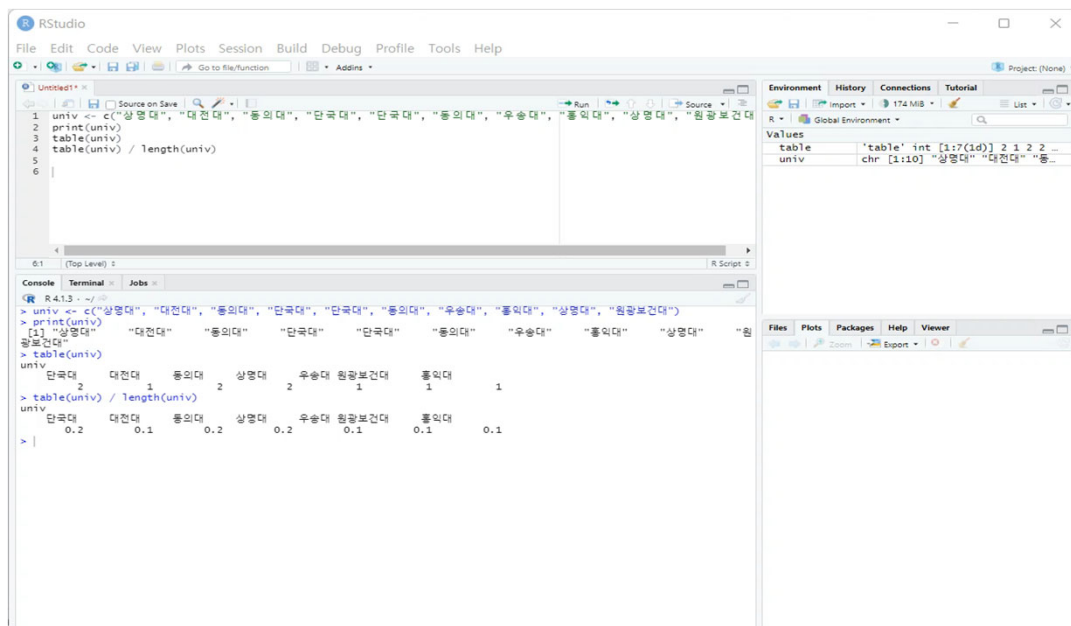 RStudio
File Edit Code View Plots Session Build Debug Profile Tools Help
Go to file/function Addins Project: (None)
Untitled1*
Source on Save Run Source
1 univ <- c("상명대", "대전대", "동의대", "단국대", "단국대", "동의대", "우송대", "홍익대", "상명대", "원광보건대
2 print(univ)
3 table(univ)
4 table(univ) / length(univ)
5
6
6:1 (Top Level) R Script
Console Terminal Jobs
R 4.1.3 · ~/
> univ <- c("상명대", "대전대", "동의대", "단국대", "단국대", "동의대", "우송대", "홍익대", "상명대", "원광보건대")
> print(univ)
[1] "상명대" "대전대" "동의대" "단국대" "단국대" "동의대" "우송대" "홍익대" "상명대" "원
광보건대"
> table(univ)
univ
단국대 대전대 동의대 상명대 우송대 원광보건대 홍익대
2 1 2 2 1 1 1
> table(univ) / length(univ)
univ
단국대 대전대 동의대 상명대 우송대 원광보건대 홍익대
0.2 0.1 0.2 0.2 0.1 0.1 0.1
>
Environment History Connections Tutorial
Import 174 MiB List
R Global Environment
Values
table 'table' int [1:7(1d)] 2 1 2 2 …
univ chr [1:10] "상명대" "대전대" "동…
Files Plots Packages Help Viewer
Zoom Export